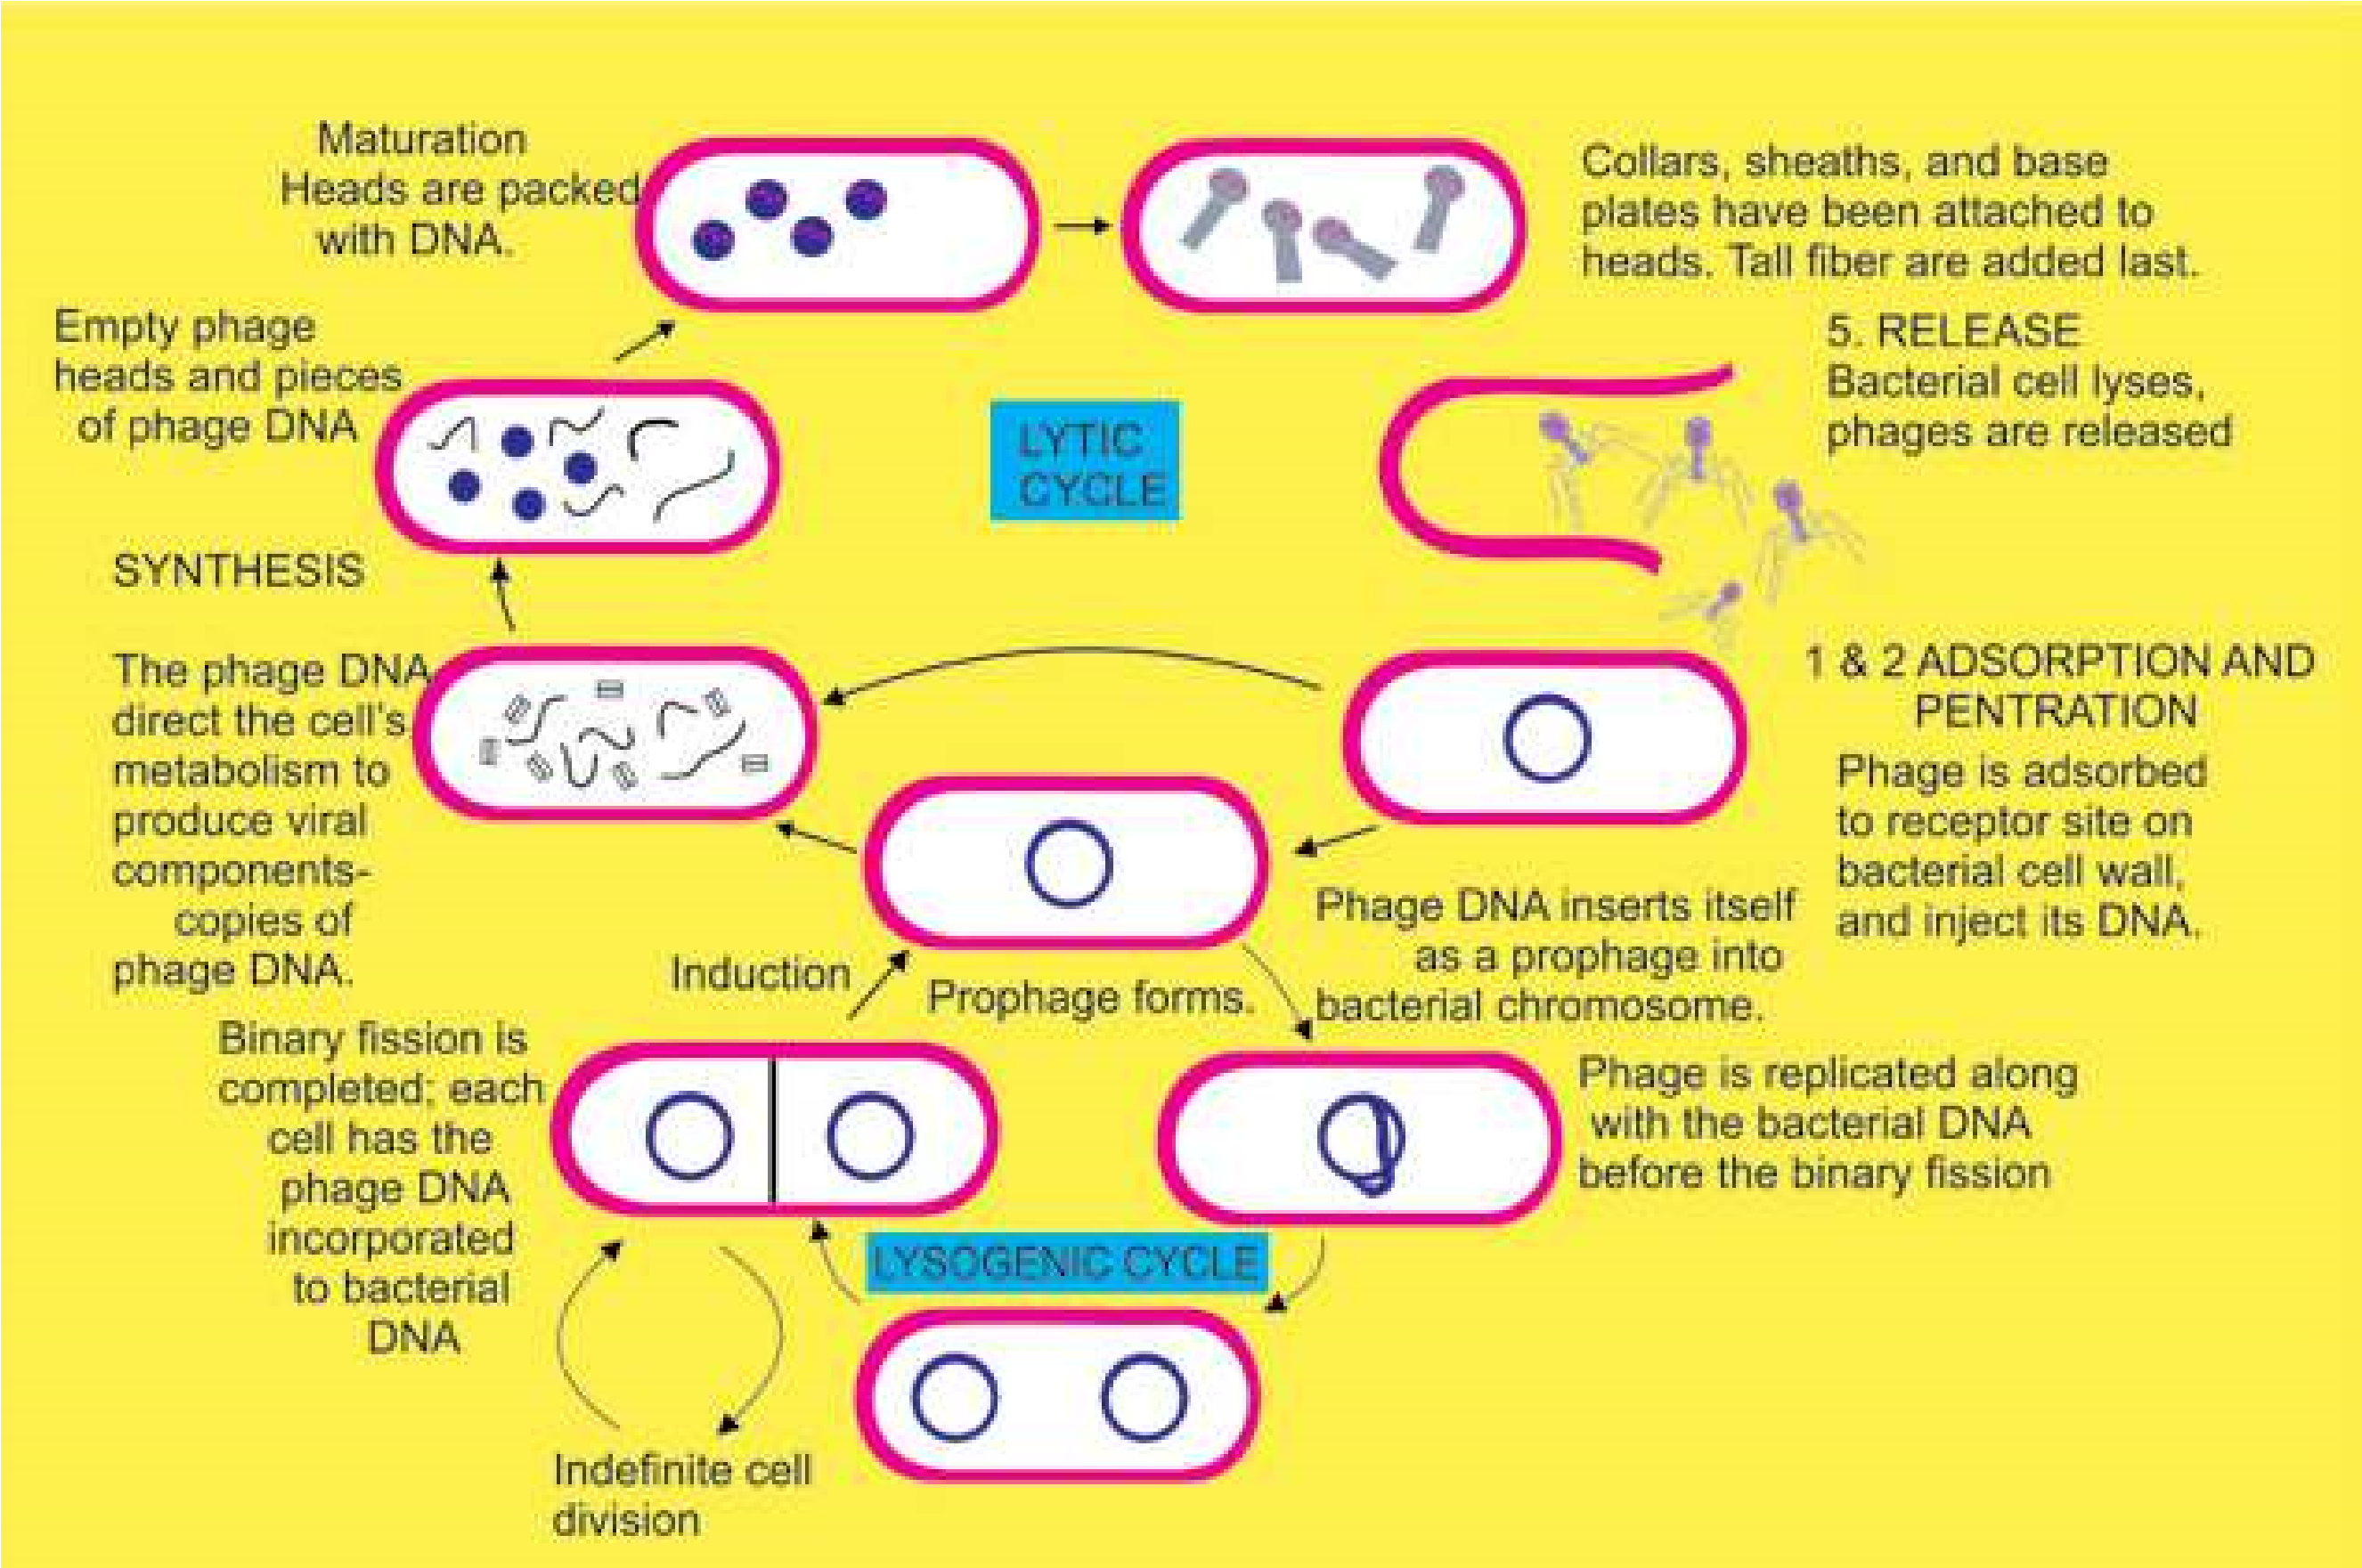 Maturation
Heads are packed
with DNA.
Collars, sheaths, and base
plates have been attached to
heads. Tall fiber are added last.
Empty phage
heads and pieces
of phage DNA
LYTIC
CYCLE
5. RELEASE
Bacterial cell lyses,
phages are released
SYNTHESIS
The phage DNA
direct the cell's
metabolism to
produce viral
components-
copies of
phage DNA.
1 & 2 ADSORPTION AND
PENTRATION
Phage is adsorbed
to receptor site on
bacterial cell wall,
and inject its DNA.
Phage DNA inserts itself
as a prophage into
bacterial chromosome.
Induction
Prophage forms.
Binary fission is
completed; each
cell has the
phage DNA
incorporated
to bacterial
DNA
Phage is replicated along
with the bacterial DNA
before the binary fission
LYSOGENIC CYCLE
Indefinite cell
division